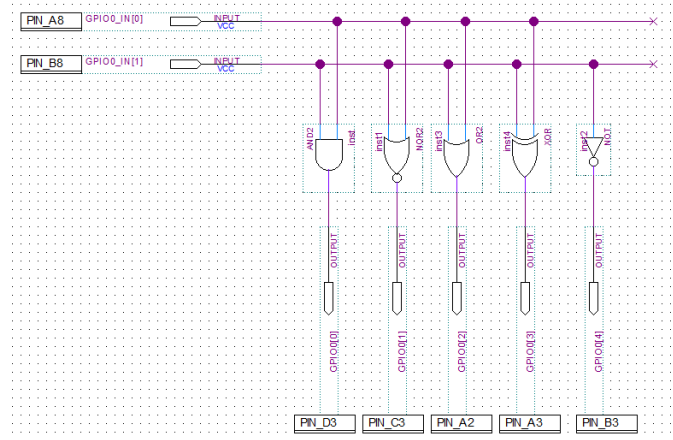 PIN_A8 GPIO0_IN[0] INPUT
VCC
PIN_B8 GPIO0_IN[1] INPUT
VCC
AND2 inst inst1 NOR2 inst3 OR2 inst4 XOR inst2 NOT
OUTPUT OUTPUT OUTPUT OUTPUT OUTPUT
GPIO0[0] GPIO0[1] GPIO0[2] GPIO0[3] GPIO0[4]
PIN_D3 PIN_C3 PIN_A2 PIN_A3 PIN_B3